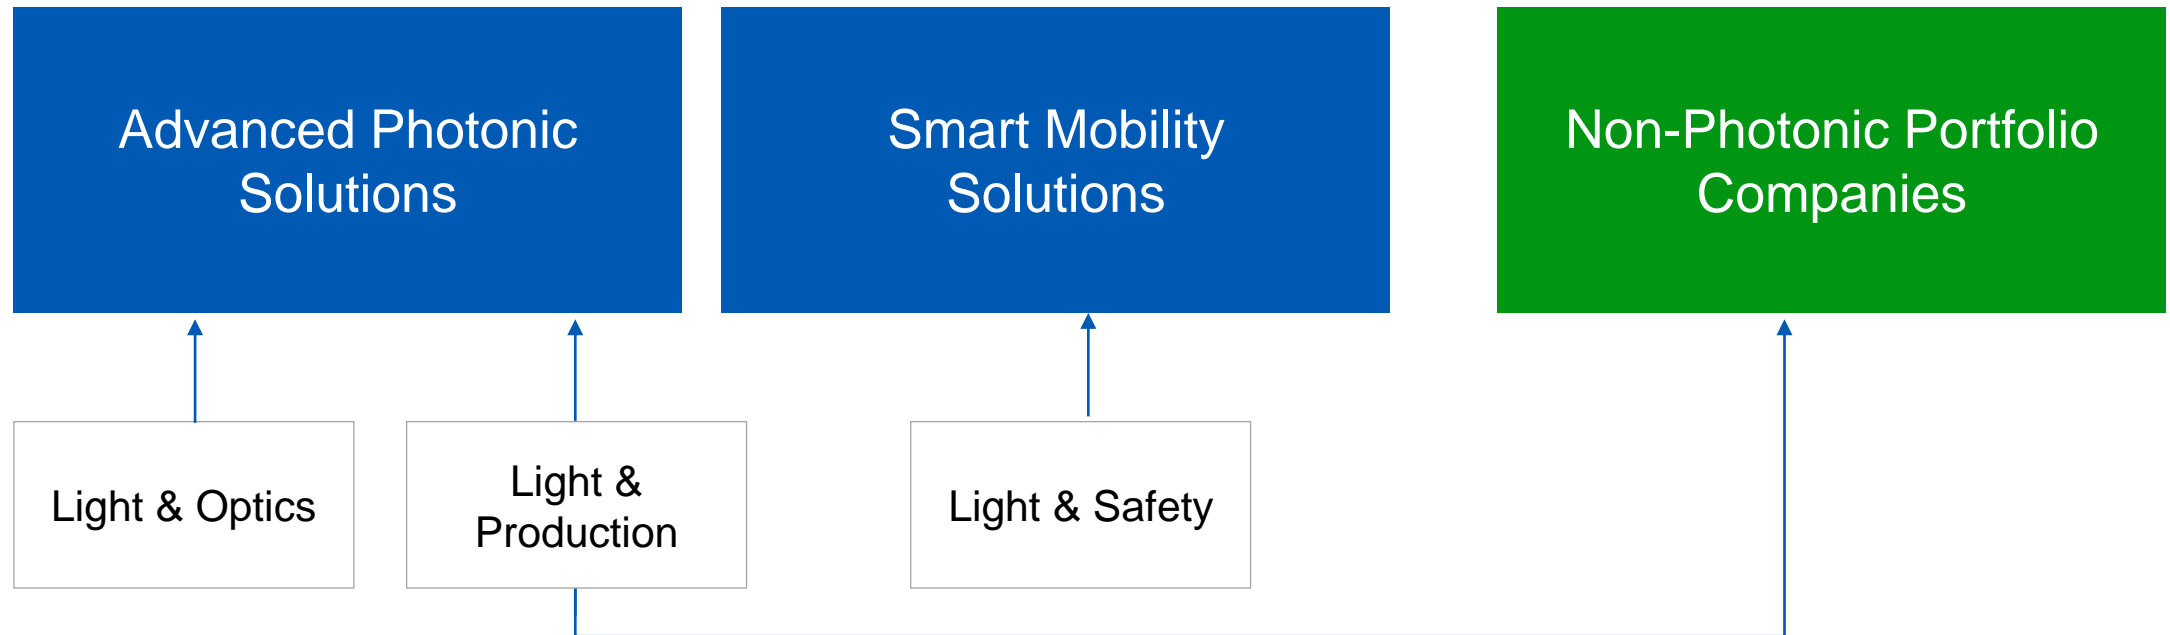 Advanced Photonic
Solutions
Smart Mobility
Solutions
Non-Photonic Portfolio
Companies
Light & Optics
Light &
Production
Light & Safety